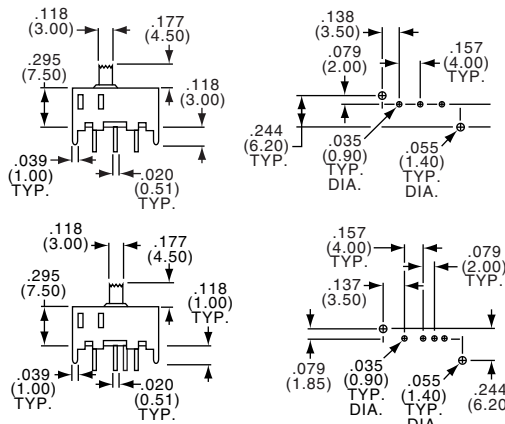 .118
(3.00)
.177
(4.50)
.295
(7.50)
.118
(3.00)
.039
(1.00)
TYP.
.020
(0.51)
TYP.
.138
(3.50)
.079
(2.00)
.157
(4.00)
TYP.
.244
(6.20)
TYP.
.035
(0.90)
TYP.
DIA.
.055
(1.40)
TYP.
DIA.
.118
(3.00)
.177
(4.50)
.295
(7.50)
.118
(1.00)
TYP.
.039
(1.00)
TYP.
.020
(0.51)
TYP.
.157
(4.00)
TYP.
.079
(2.00)
TYP.
.137
(3.50)
.079
(1.85)
.035
(0.90)
TYP.
DIA.
.055
(1.40)
TYP.
DIA.
.244
(6.20